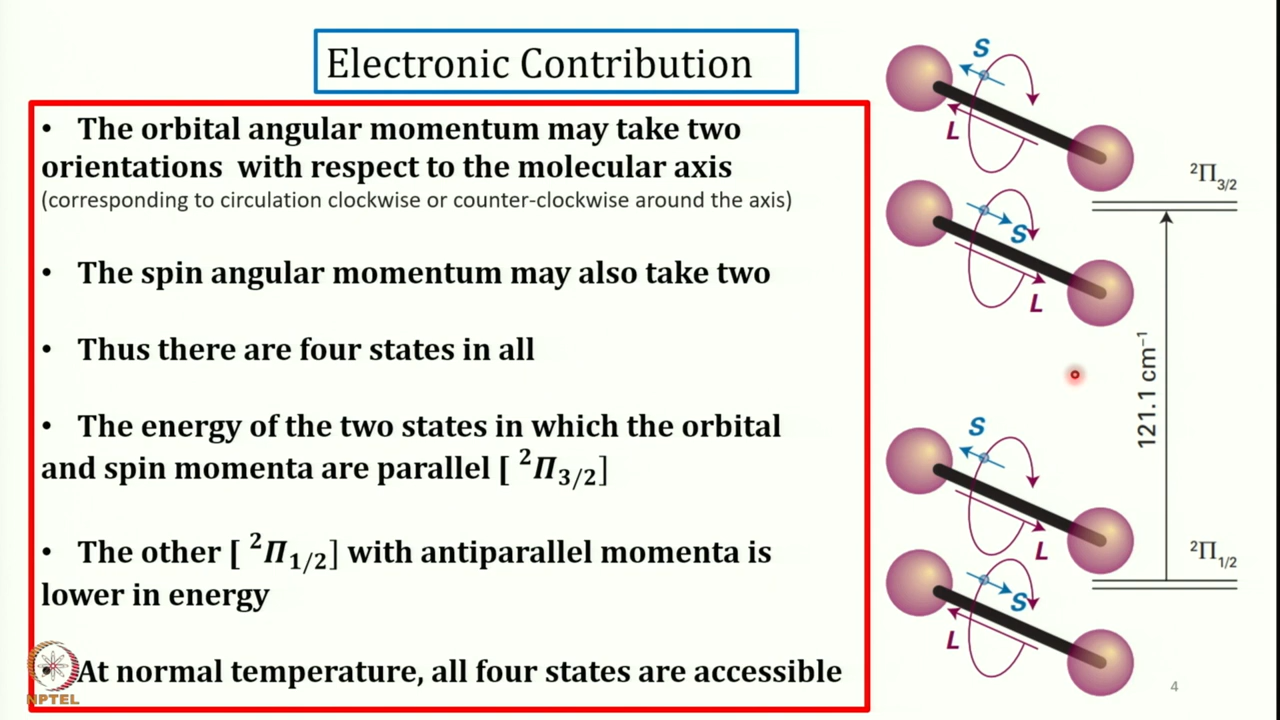 Electronic Contribution
• The orbital angular momentum may take two
orientations with respect to the molecular axis
(corresponding to circulation clockwise or counter-clockwise around the axis)
• The spin angular momentum may also take two
• Thus there are four states in all
• The energy of the two states in which the orbital
and spin momenta are parallel [ ²Π₃/₂]
• The other [ ²Π₁/₂] with antiparallel momenta is
lower in energy
At normal temperature, all four states are accessible
NPTEL
S
L
S
L
²Π₃/₂
121.1 cm⁻¹
S
L
²Π₁/₂
S
L
4